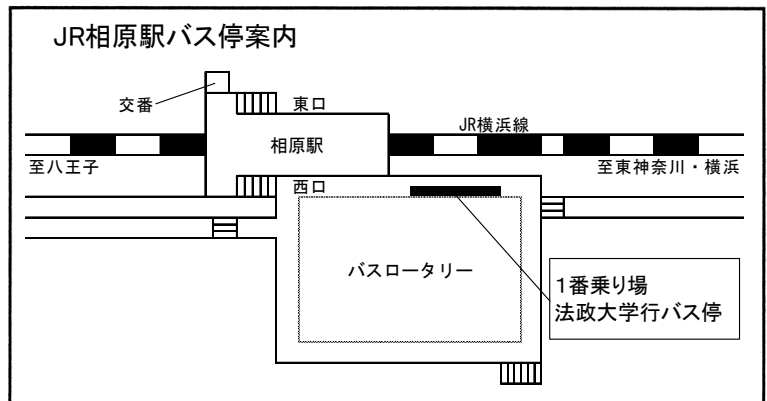 JR相原駅バス停案内
交番
東口
JR横浜線
相原駅
至八王子
至東神奈川・横浜
西口
バスロータリー
1番乗り場
法政大学行バス停